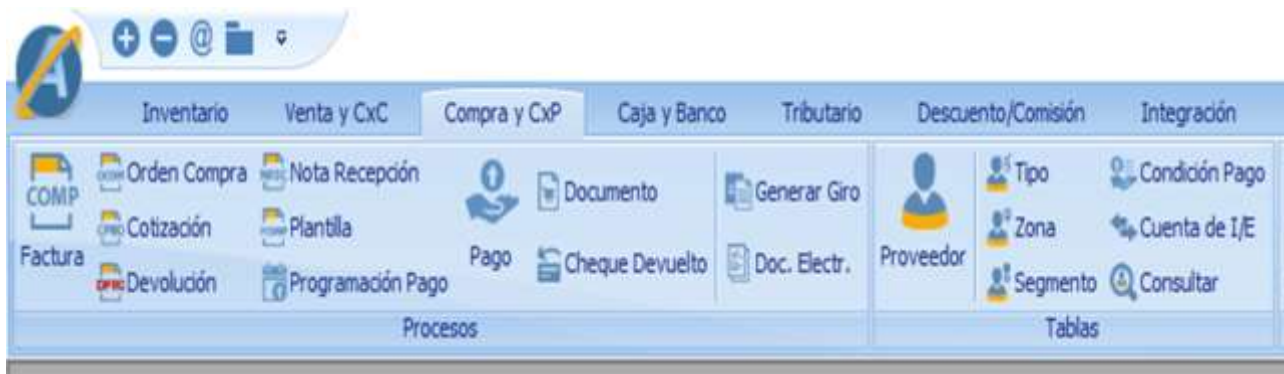 Inventario Venta y CxC Compra y CxP Caja y Banco Tributario Descuento/Comisión Integración
COMP
Factura
Orden Compra
Cotización
Devolución
Nota Recepción
Plantilla
Programación Pago
Pago
Documento
Cheque Devuelto
Generar Giro
Doc. Electr.
Procesos
Proveedor
Tipo
Zona
Segmento
Condición Pago
Cuenta de I/E
Consultar
Tablas